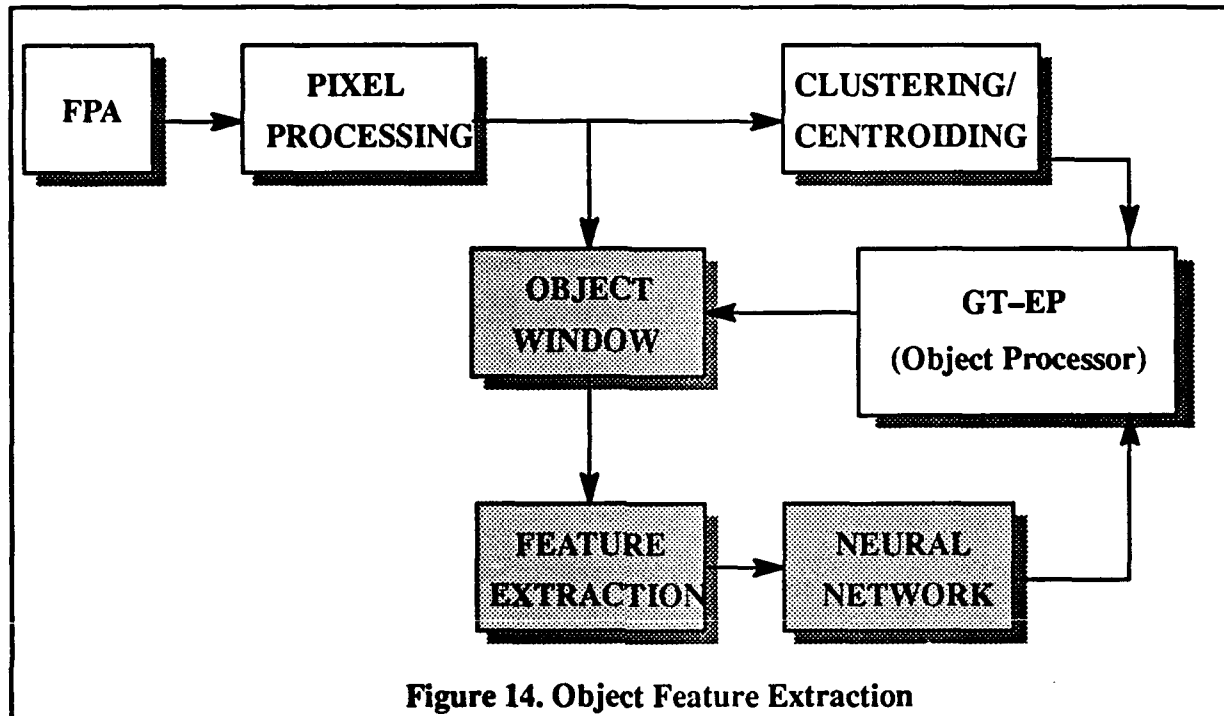 FPA
PIXEL
PROCESSING
CLUSTERING/
CENTROIDING
OBJECT
WINDOW
GT–EP
(Object Processor)
FEATURE
EXTRACTION
NEURAL
NETWORK
Figure 14. Object Feature Extraction